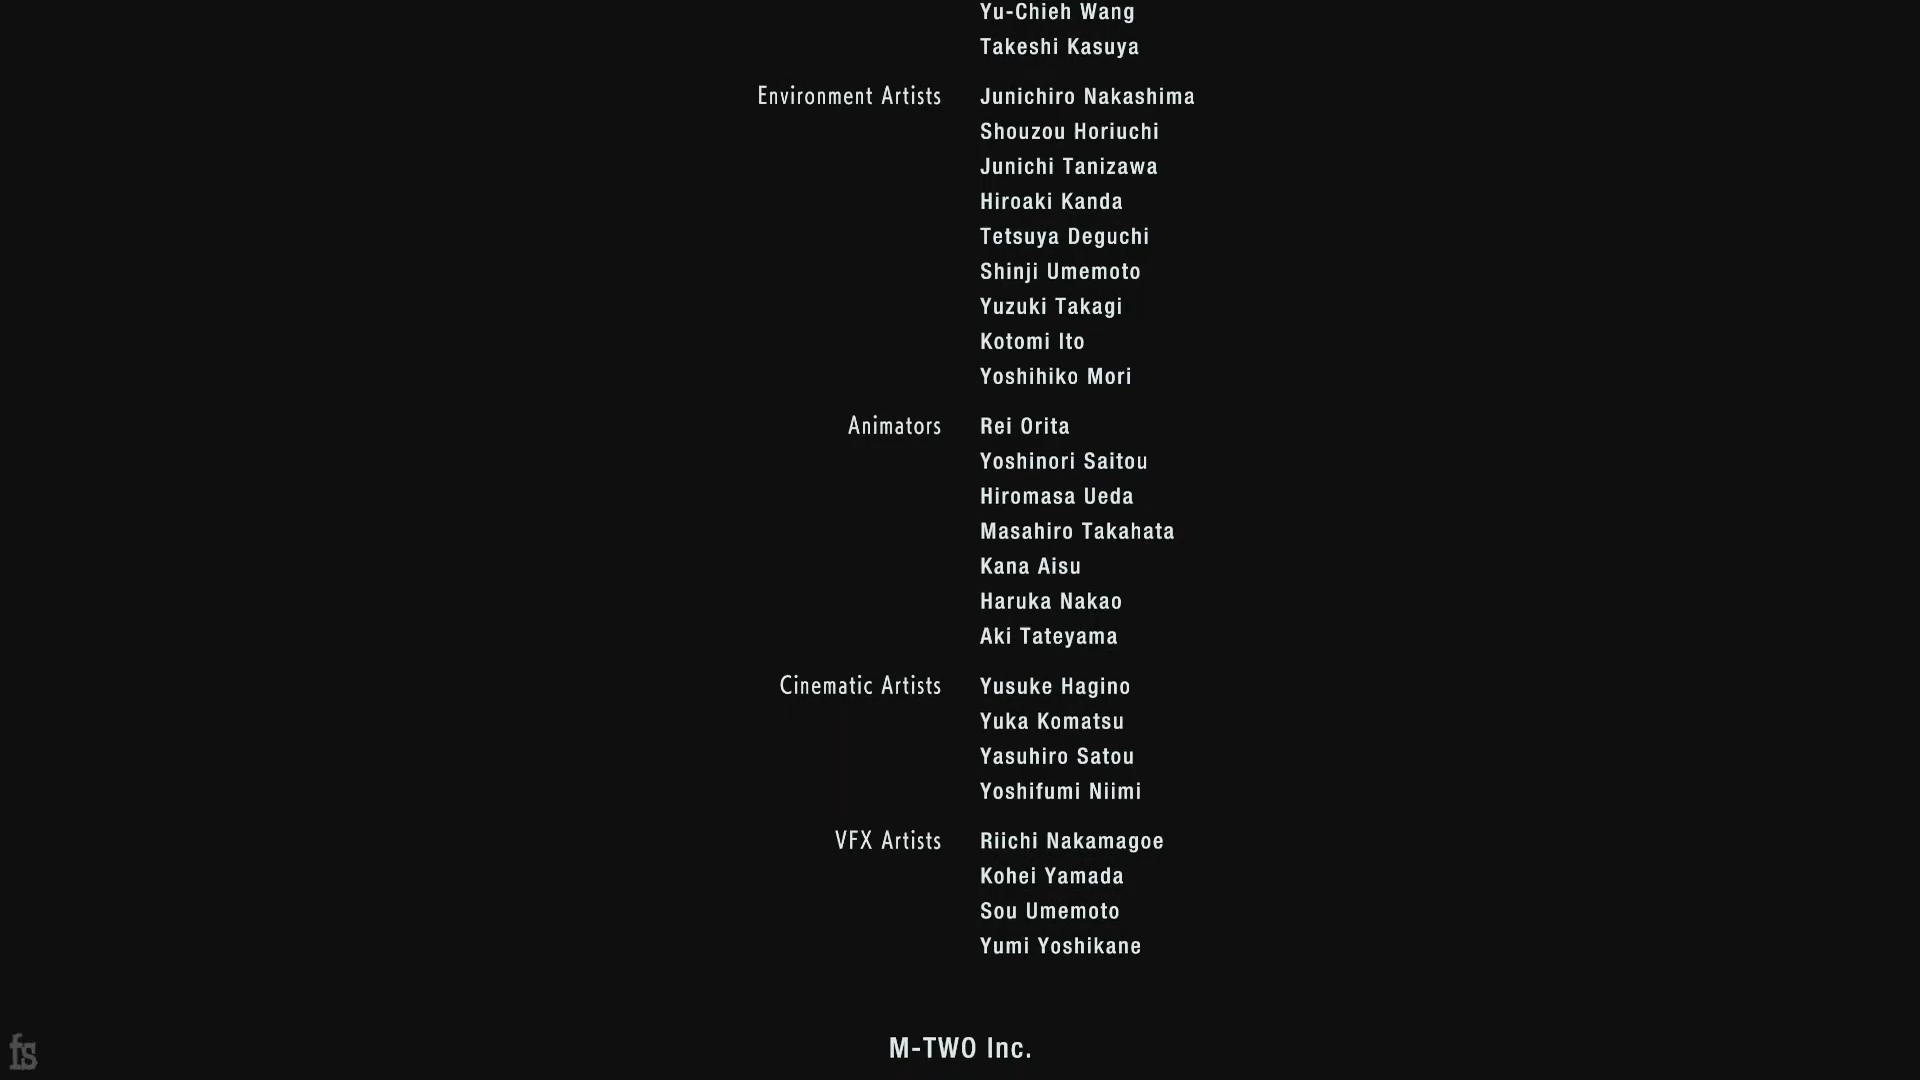 Yu-Chieh Wang
Takeshi Kasuya
Environment Artists Junichiro Nakashima
Shouzou Horiuchi
Junichi Tanizawa
Hiroaki Kanda
Tetsuya Deguchi
Shinji Umemoto
Yuzuki Takagi
Kotomi Ito
Yoshihiko Mori
Animators Rei Orita
Yoshinori Saitou
Hiromasa Ueda
Masahiro Takahata
Kana Aisu
Haruka Nakao
Aki Tateyama
Cinematic Artists Yusuke Hagino
Yuka Komatsu
Yasuhiro Satou
Yoshifumi Niimi
VFX Artists Riichi Nakamagoe
Kohei Yamada
Sou Umemoto
Yumi Yoshikane
M-TWO Inc.
fs